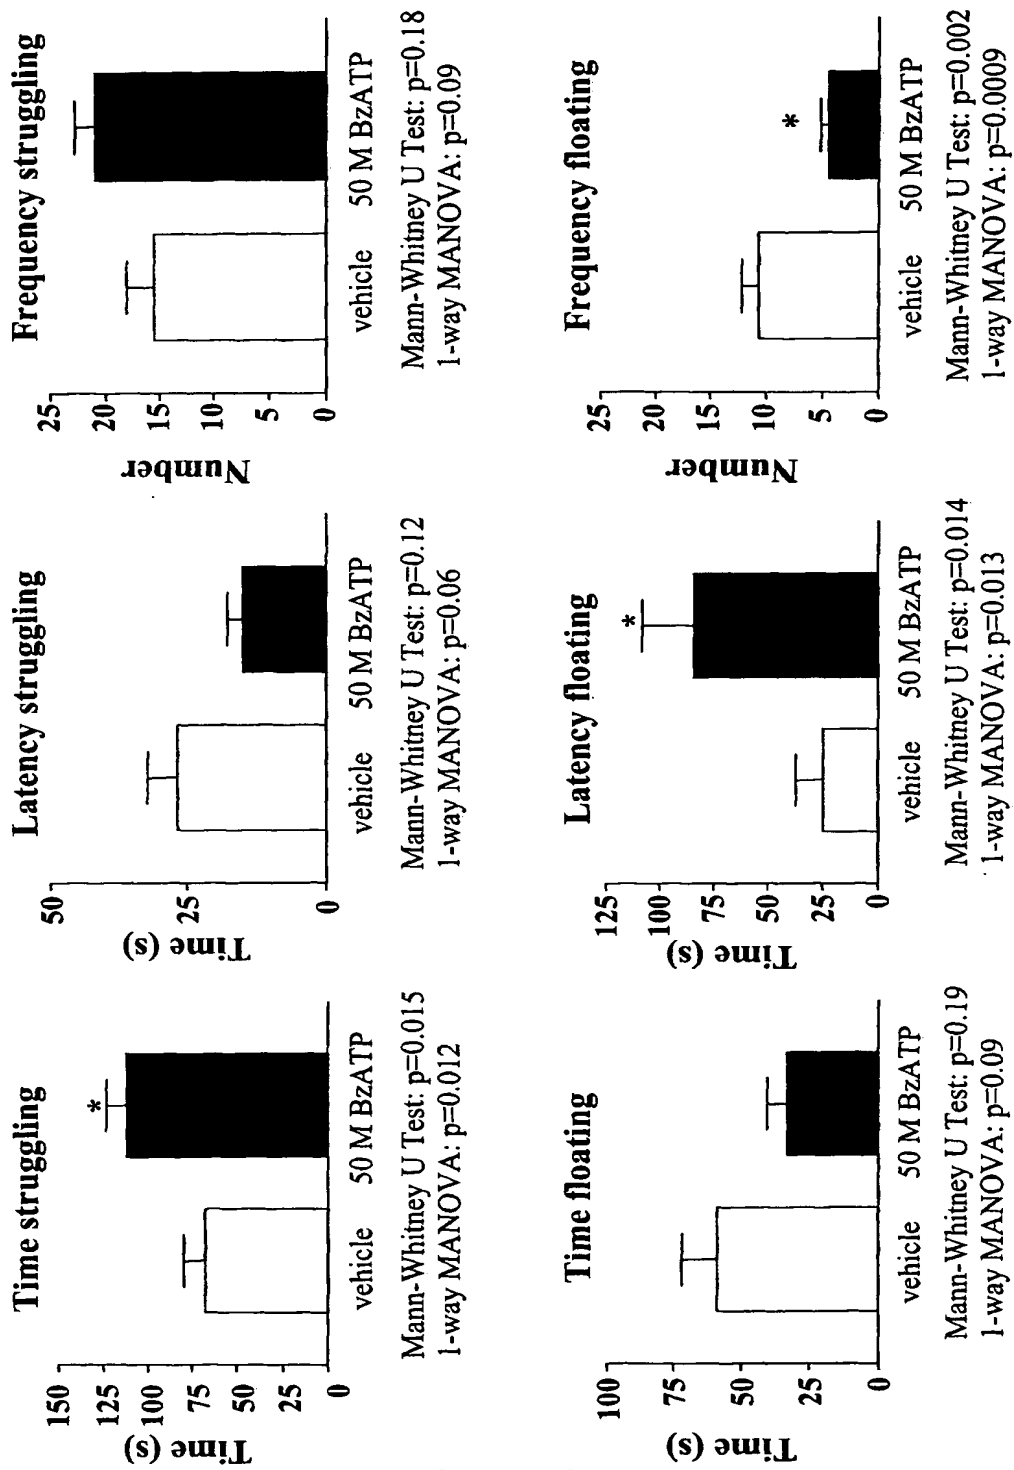 Time struggling
Time (s)
150
125
100
75
50
25
0
*
vehicle
50 M BzATP
Mann-Whitney U Test: p=0.015
1-way MANOVA: p=0.012
Latency struggling
Time (s)
50
25
0
vehicle
50 M BzATP
Mann-Whitney U Test: p=0.12
1-way MANOVA: p=0.06
Frequency struggling
Number
25
20
15
10
5
0
vehicle
50 M BzATP
Mann-Whitney U Test: p=0.18
1-way MANOVA: p=0.09
Time floating
Time (s)
100
75
50
25
0
vehicle
50 M BzATP
Mann-Whitney U Test: p=0.19
1-way MANOVA: p=0.09
Latency floating
Time (s)
125
100
75
50
25
0
*
vehicle
50 M BzATP
Mann-Whitney U Test: p=0.014
1-way MANOVA: p=0.013
Frequency floating
Number
25
20
15
10
5
0
*
vehicle
50 M BzATP
Mann-Whitney U Test: p=0.002
1-way MANOVA: p=0.0009